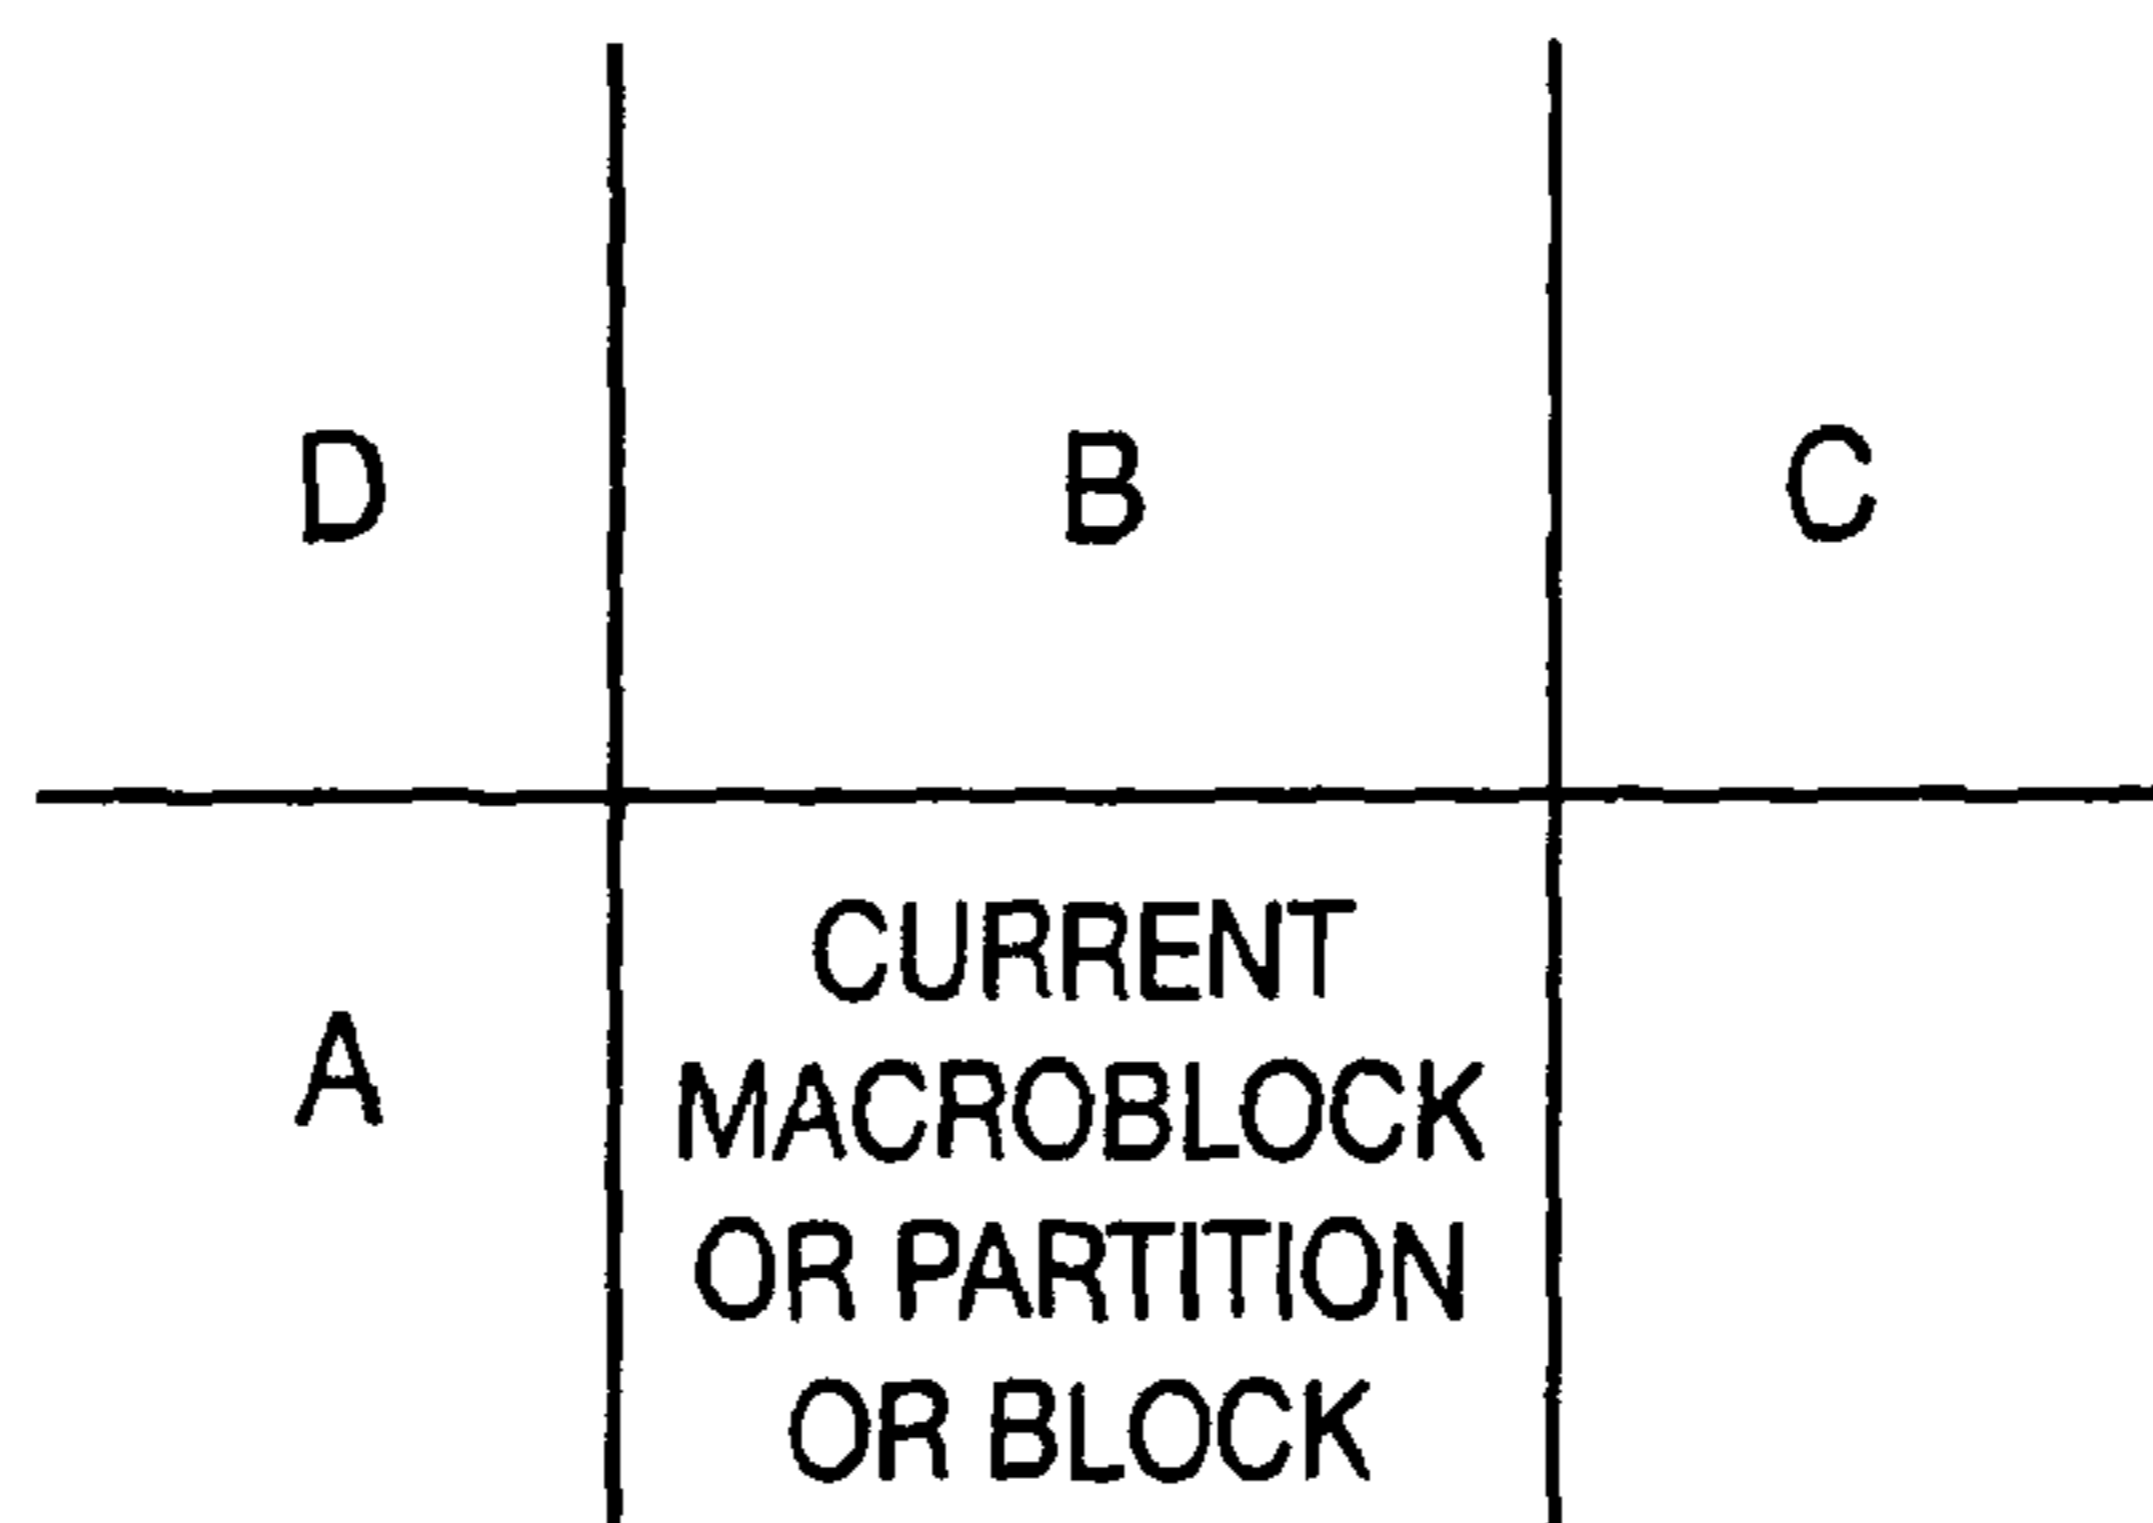 D B C
A
CURRENT
MACROBLOCK
OR PARTITION
OR BLOCK